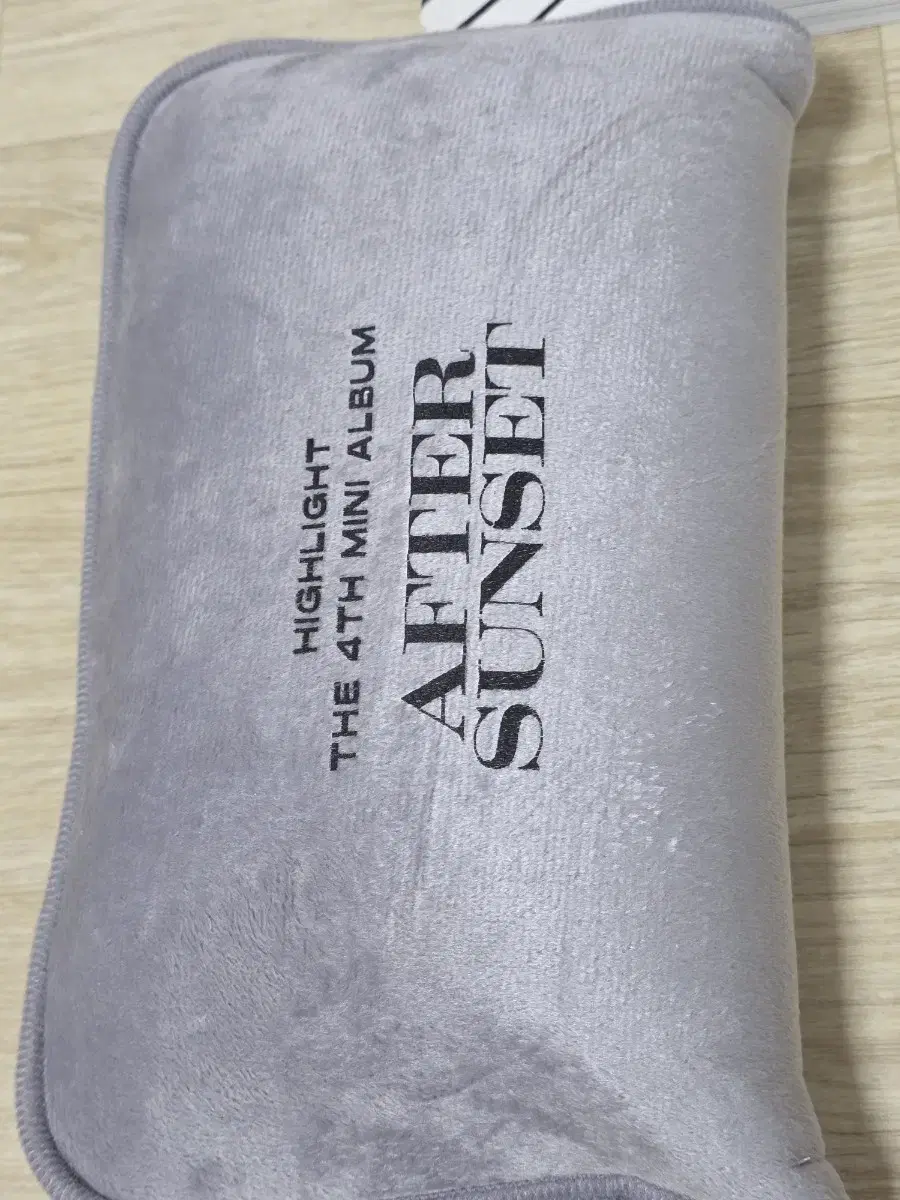 HIGHLIGHT
THE 4TH MINI ALBUM
AFTER
SUNSET